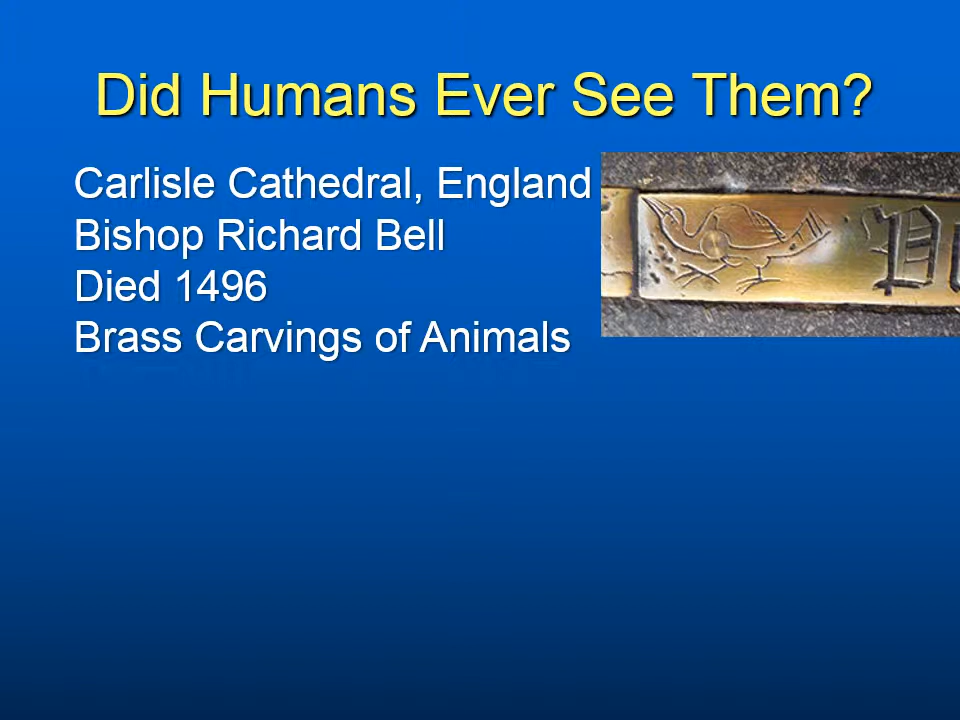 Did Humans Ever See Them?
Carlisle Cathedral, England
Bishop Richard Bell
Died 1496
Brass Carvings of Animals